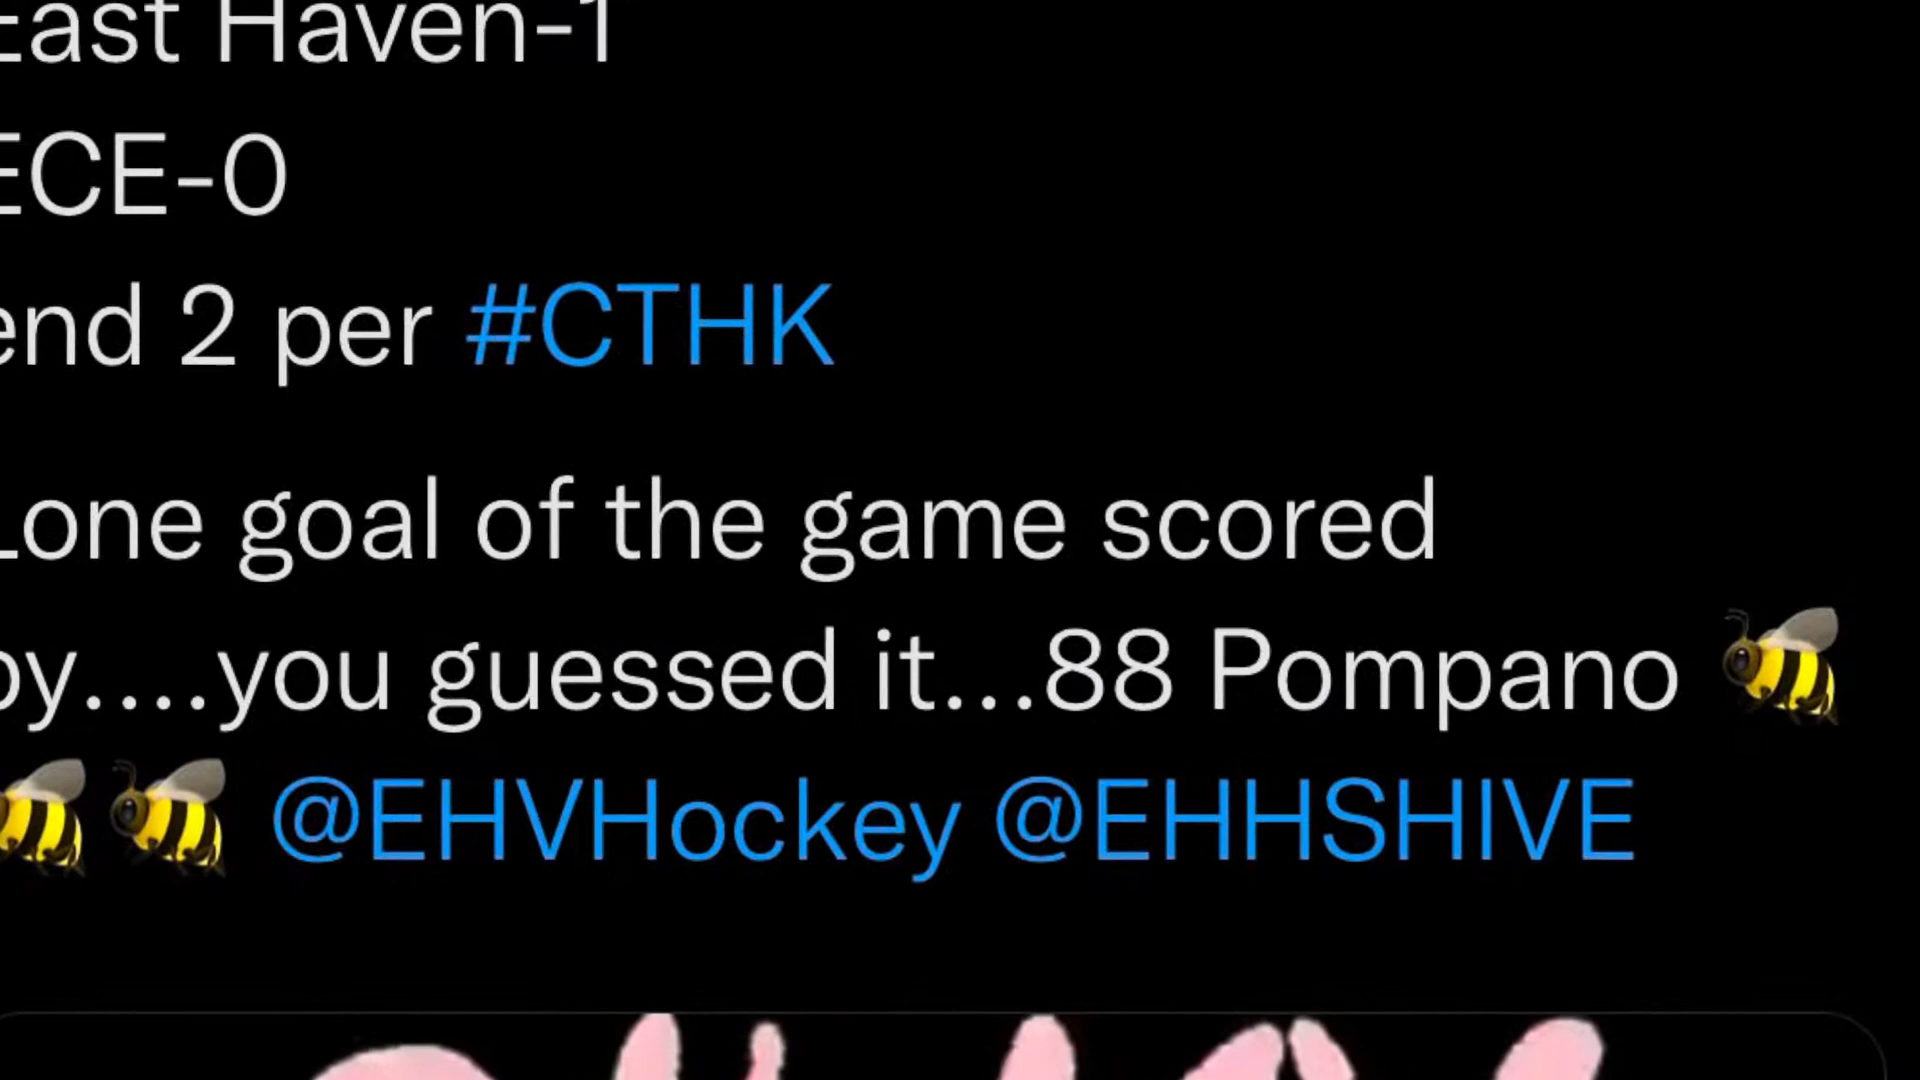 East Haven-1
ECE-0
end 2 per #CTHK
Lone goal of the game scored
by....you guessed it...88 Pompano 🐝
🐝🐝 @EHVHockey @EHHSHIVE